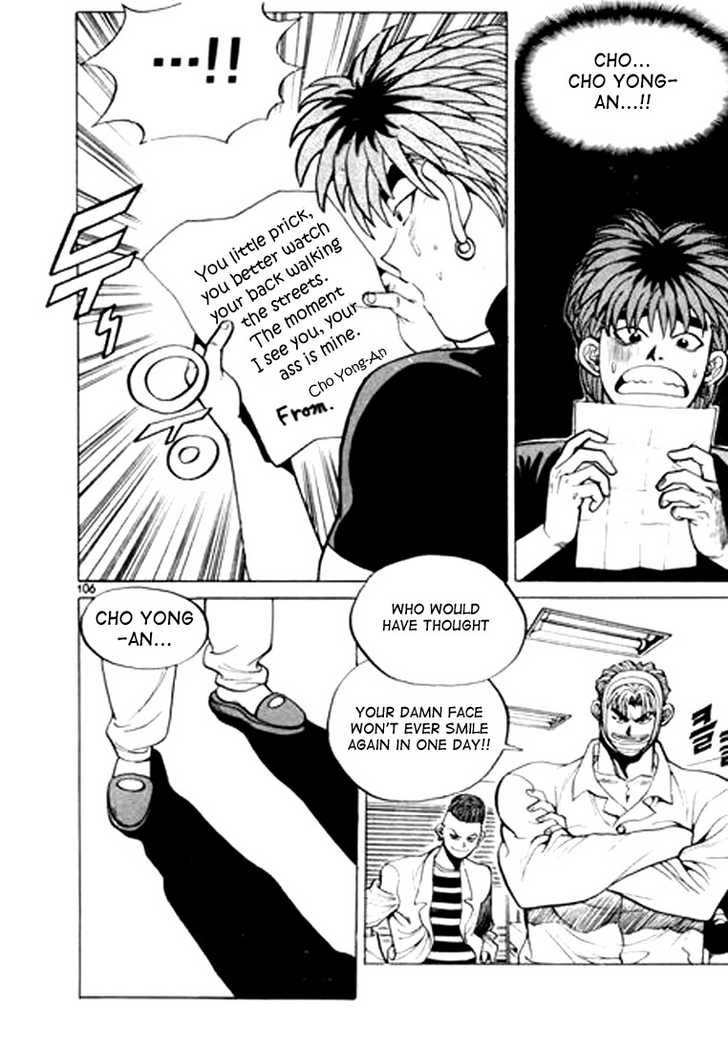 ...!!
You little prick,
you better watch
your back walking
the streets.
The moment
I see you, your
ass is mine.
Cho Yong-An
From.
CHO...
CHO YONG-
AN...!!
106
CHO YONG
-AN...
WHO WOULD
HAVE THOUGHT
YOUR DAMN FACE
WON'T EVER SMILE
AGAIN IN ONE DAY!!